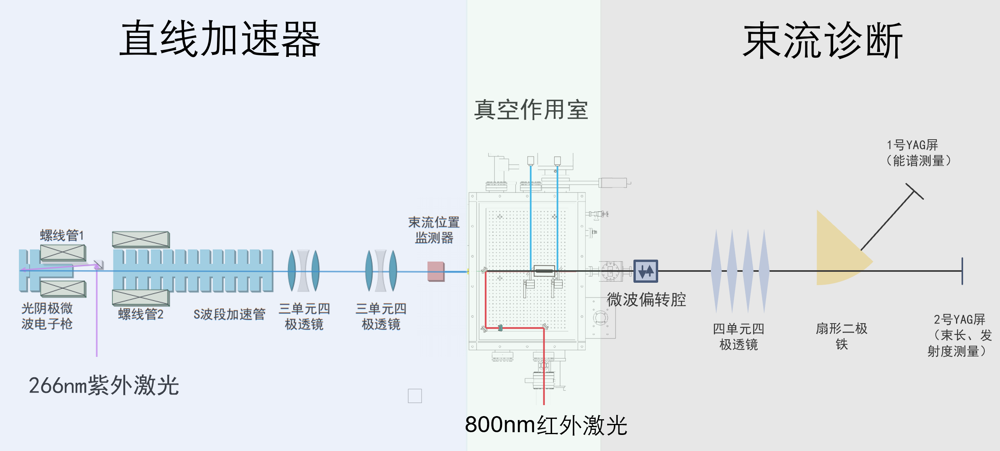 直线加速器
束流诊断
真空作用室
1号YAG屏
（能谱测量）
束流位置
监测器
螺线管1
光阴极微
波电子枪
螺线管2
S波段加速管
三单元四
极透镜
三单元四
极透镜
微波偏转腔
四单元四
极透镜
扇形二极
铁
2号YAG屏
（束长、发
射度测量）
266nm紫外激光
800nm红外激光